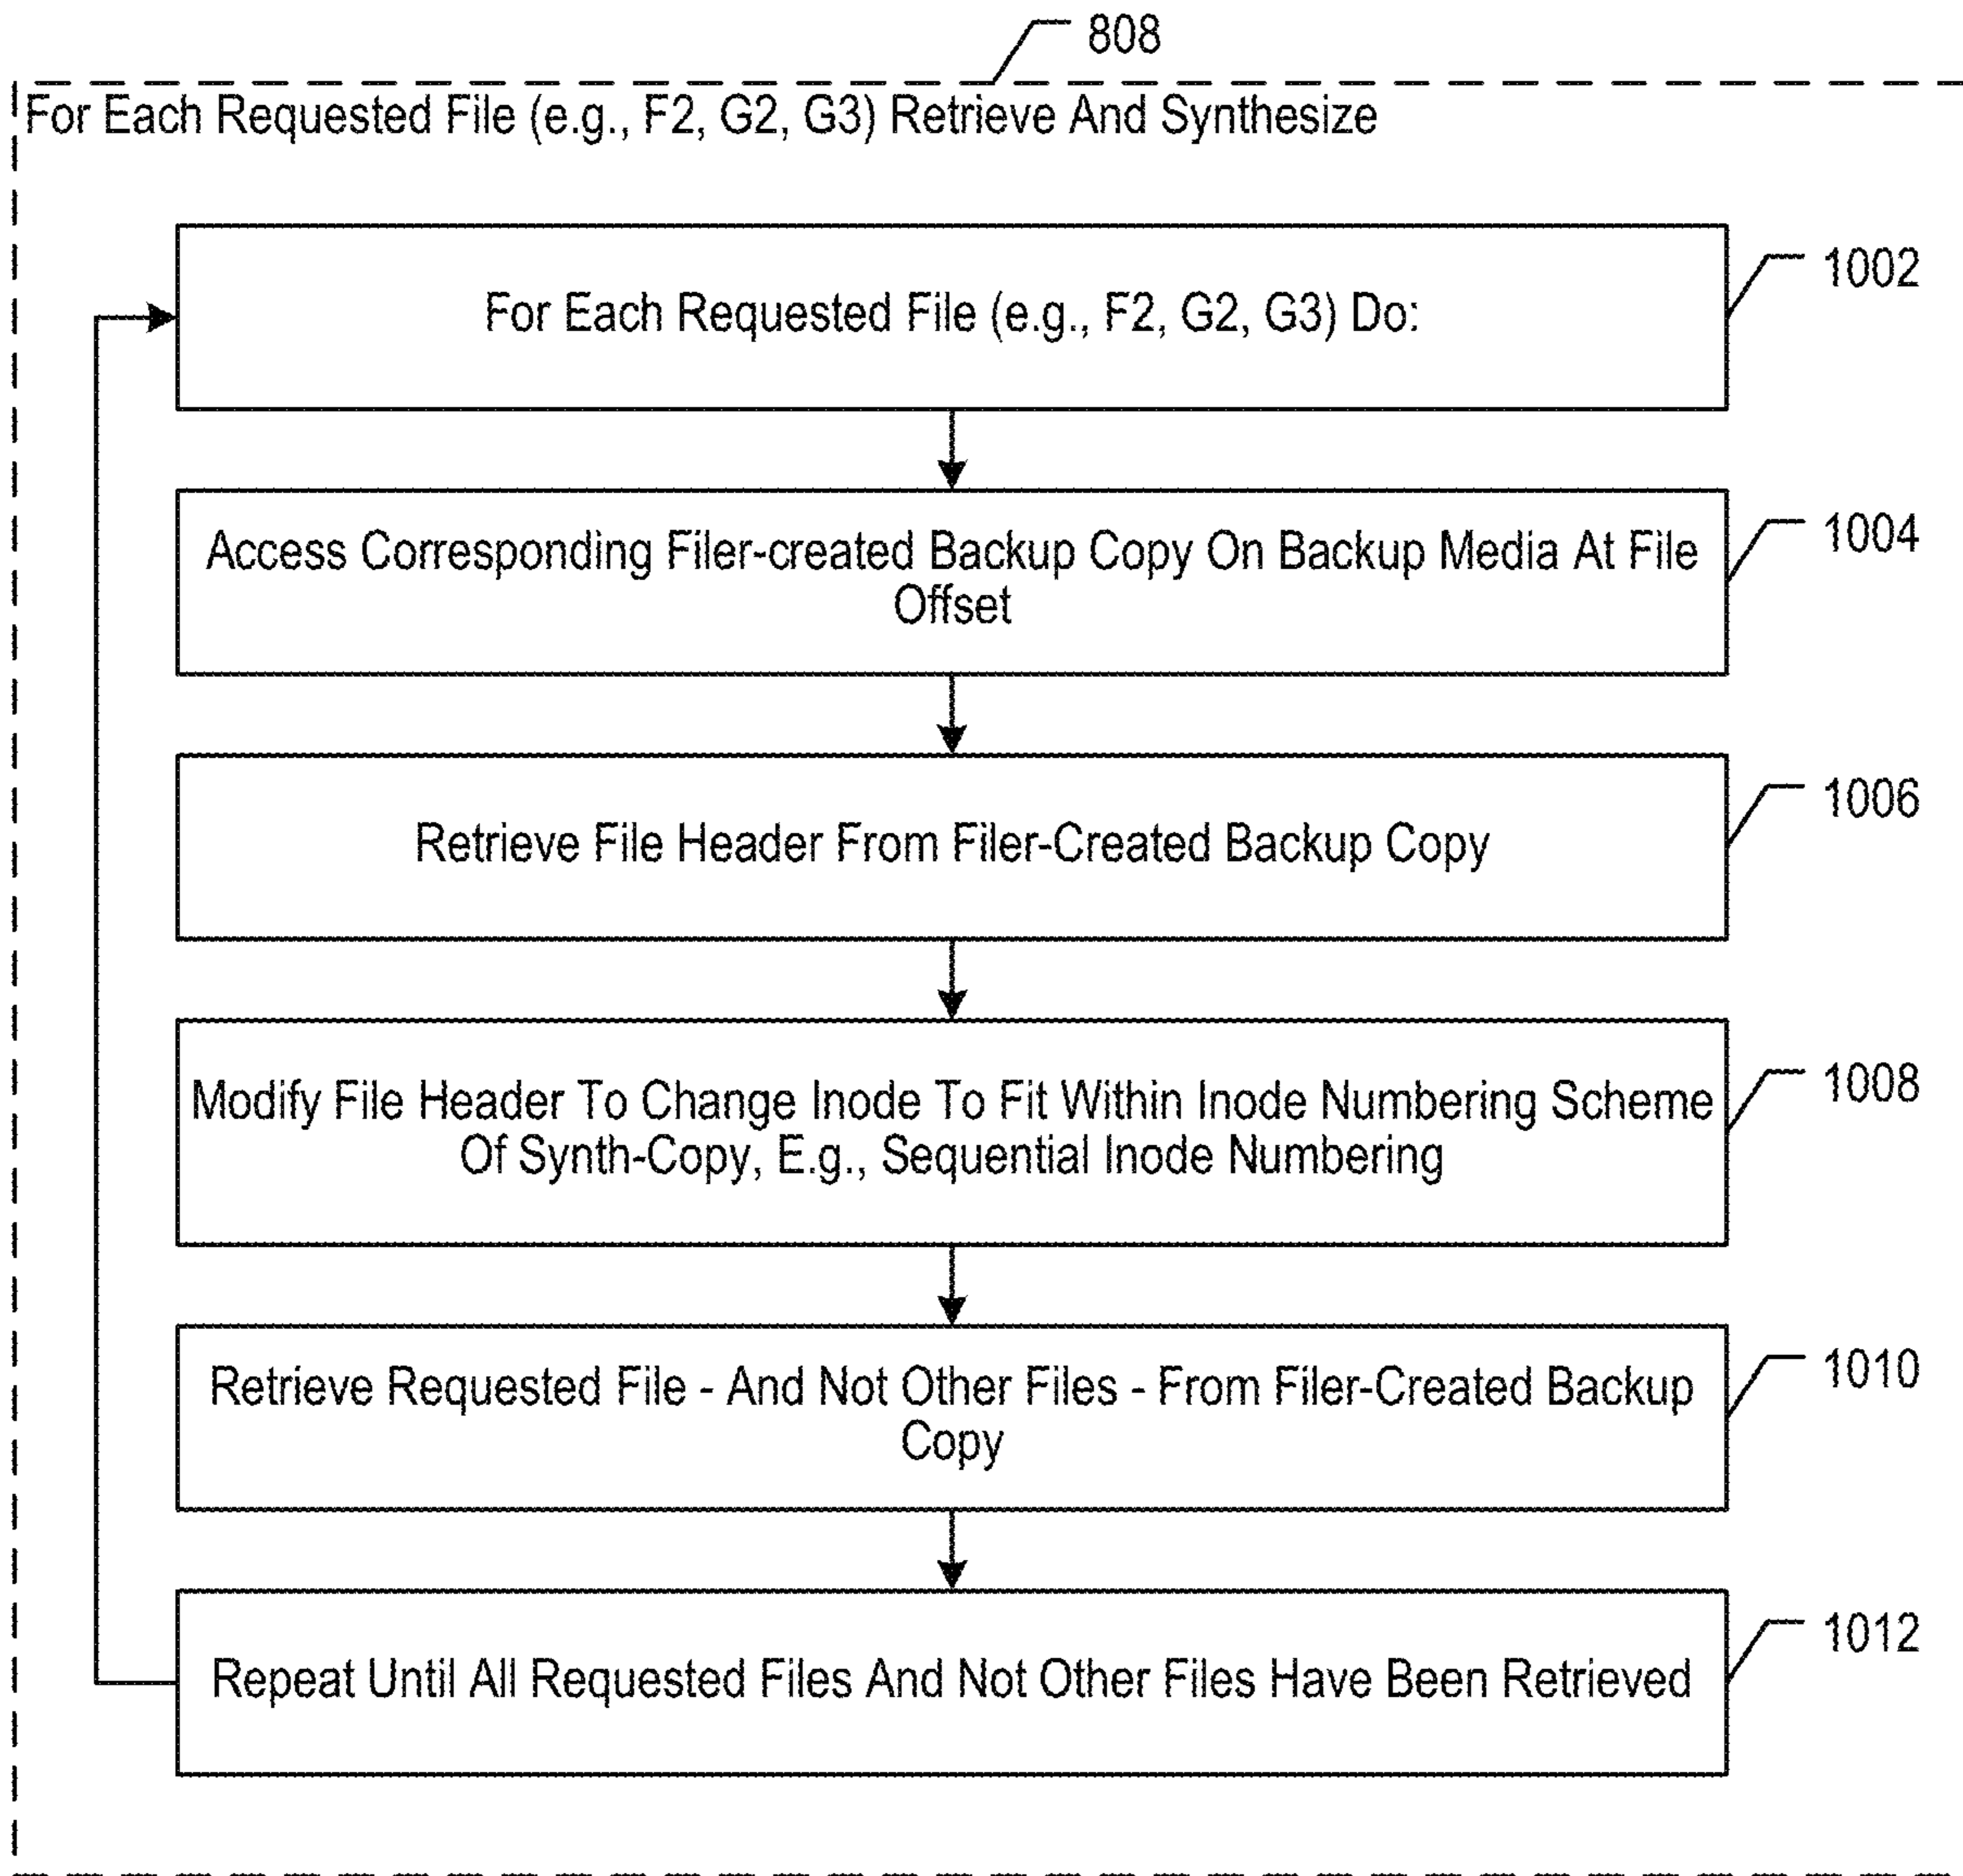 808
For Each Requested File (e.g., F2, G2, G3) Retrieve And Synthesize
For Each Requested File (e.g., F2, G2, G3) Do:
1002
Access Corresponding Filer-created Backup Copy On Backup Media At File
Offset
1004
Retrieve File Header From Filer-Created Backup Copy
1006
Modify File Header To Change Inode To Fit Within Inode Numbering Scheme
Of Synth-Copy, E.g., Sequential Inode Numbering
1008
Retrieve Requested File - And Not Other Files - From Filer-Created Backup
Copy
1010
Repeat Until All Requested Files And Not Other Files Have Been Retrieved
1012